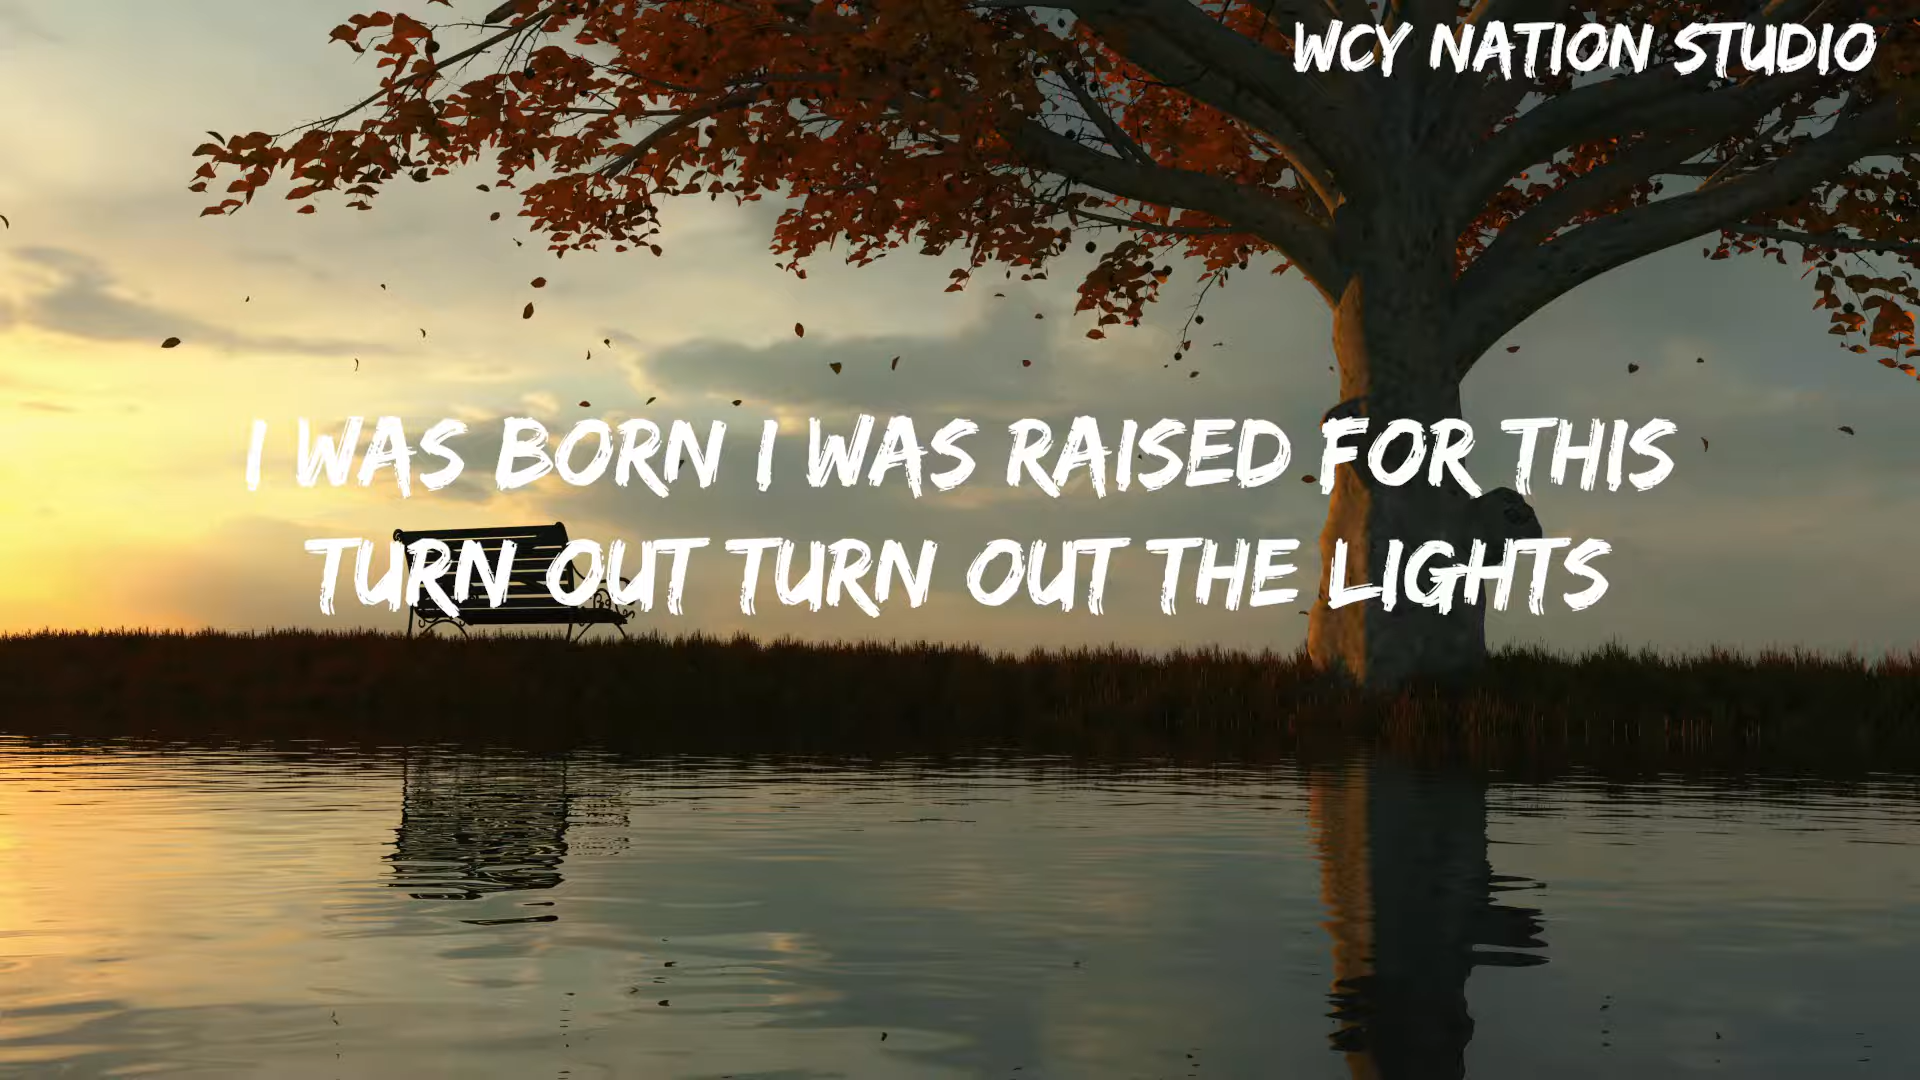 WCY NATION STUDIO
I WAS BORN I WAS RAISED FOR THIS
TURN OUT TURN OUT THE LIGHTS